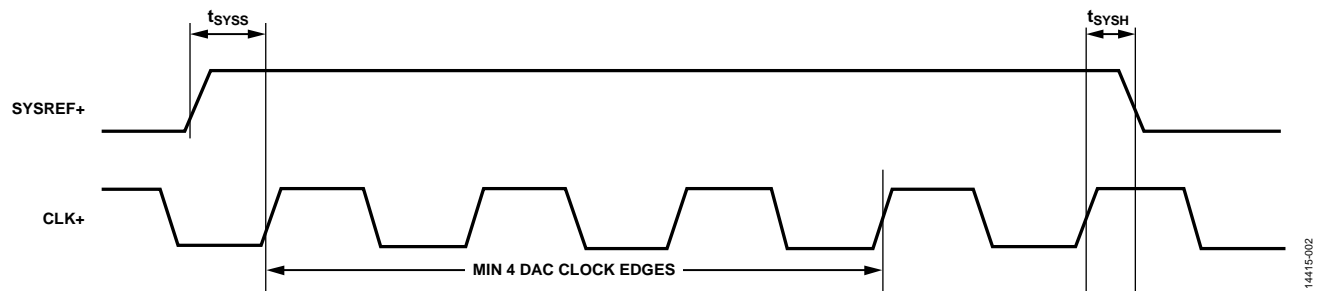 tSYSS
tSYSH
SYSREF+
CLK+
MIN 4 DAC CLOCK EDGES
14415-002